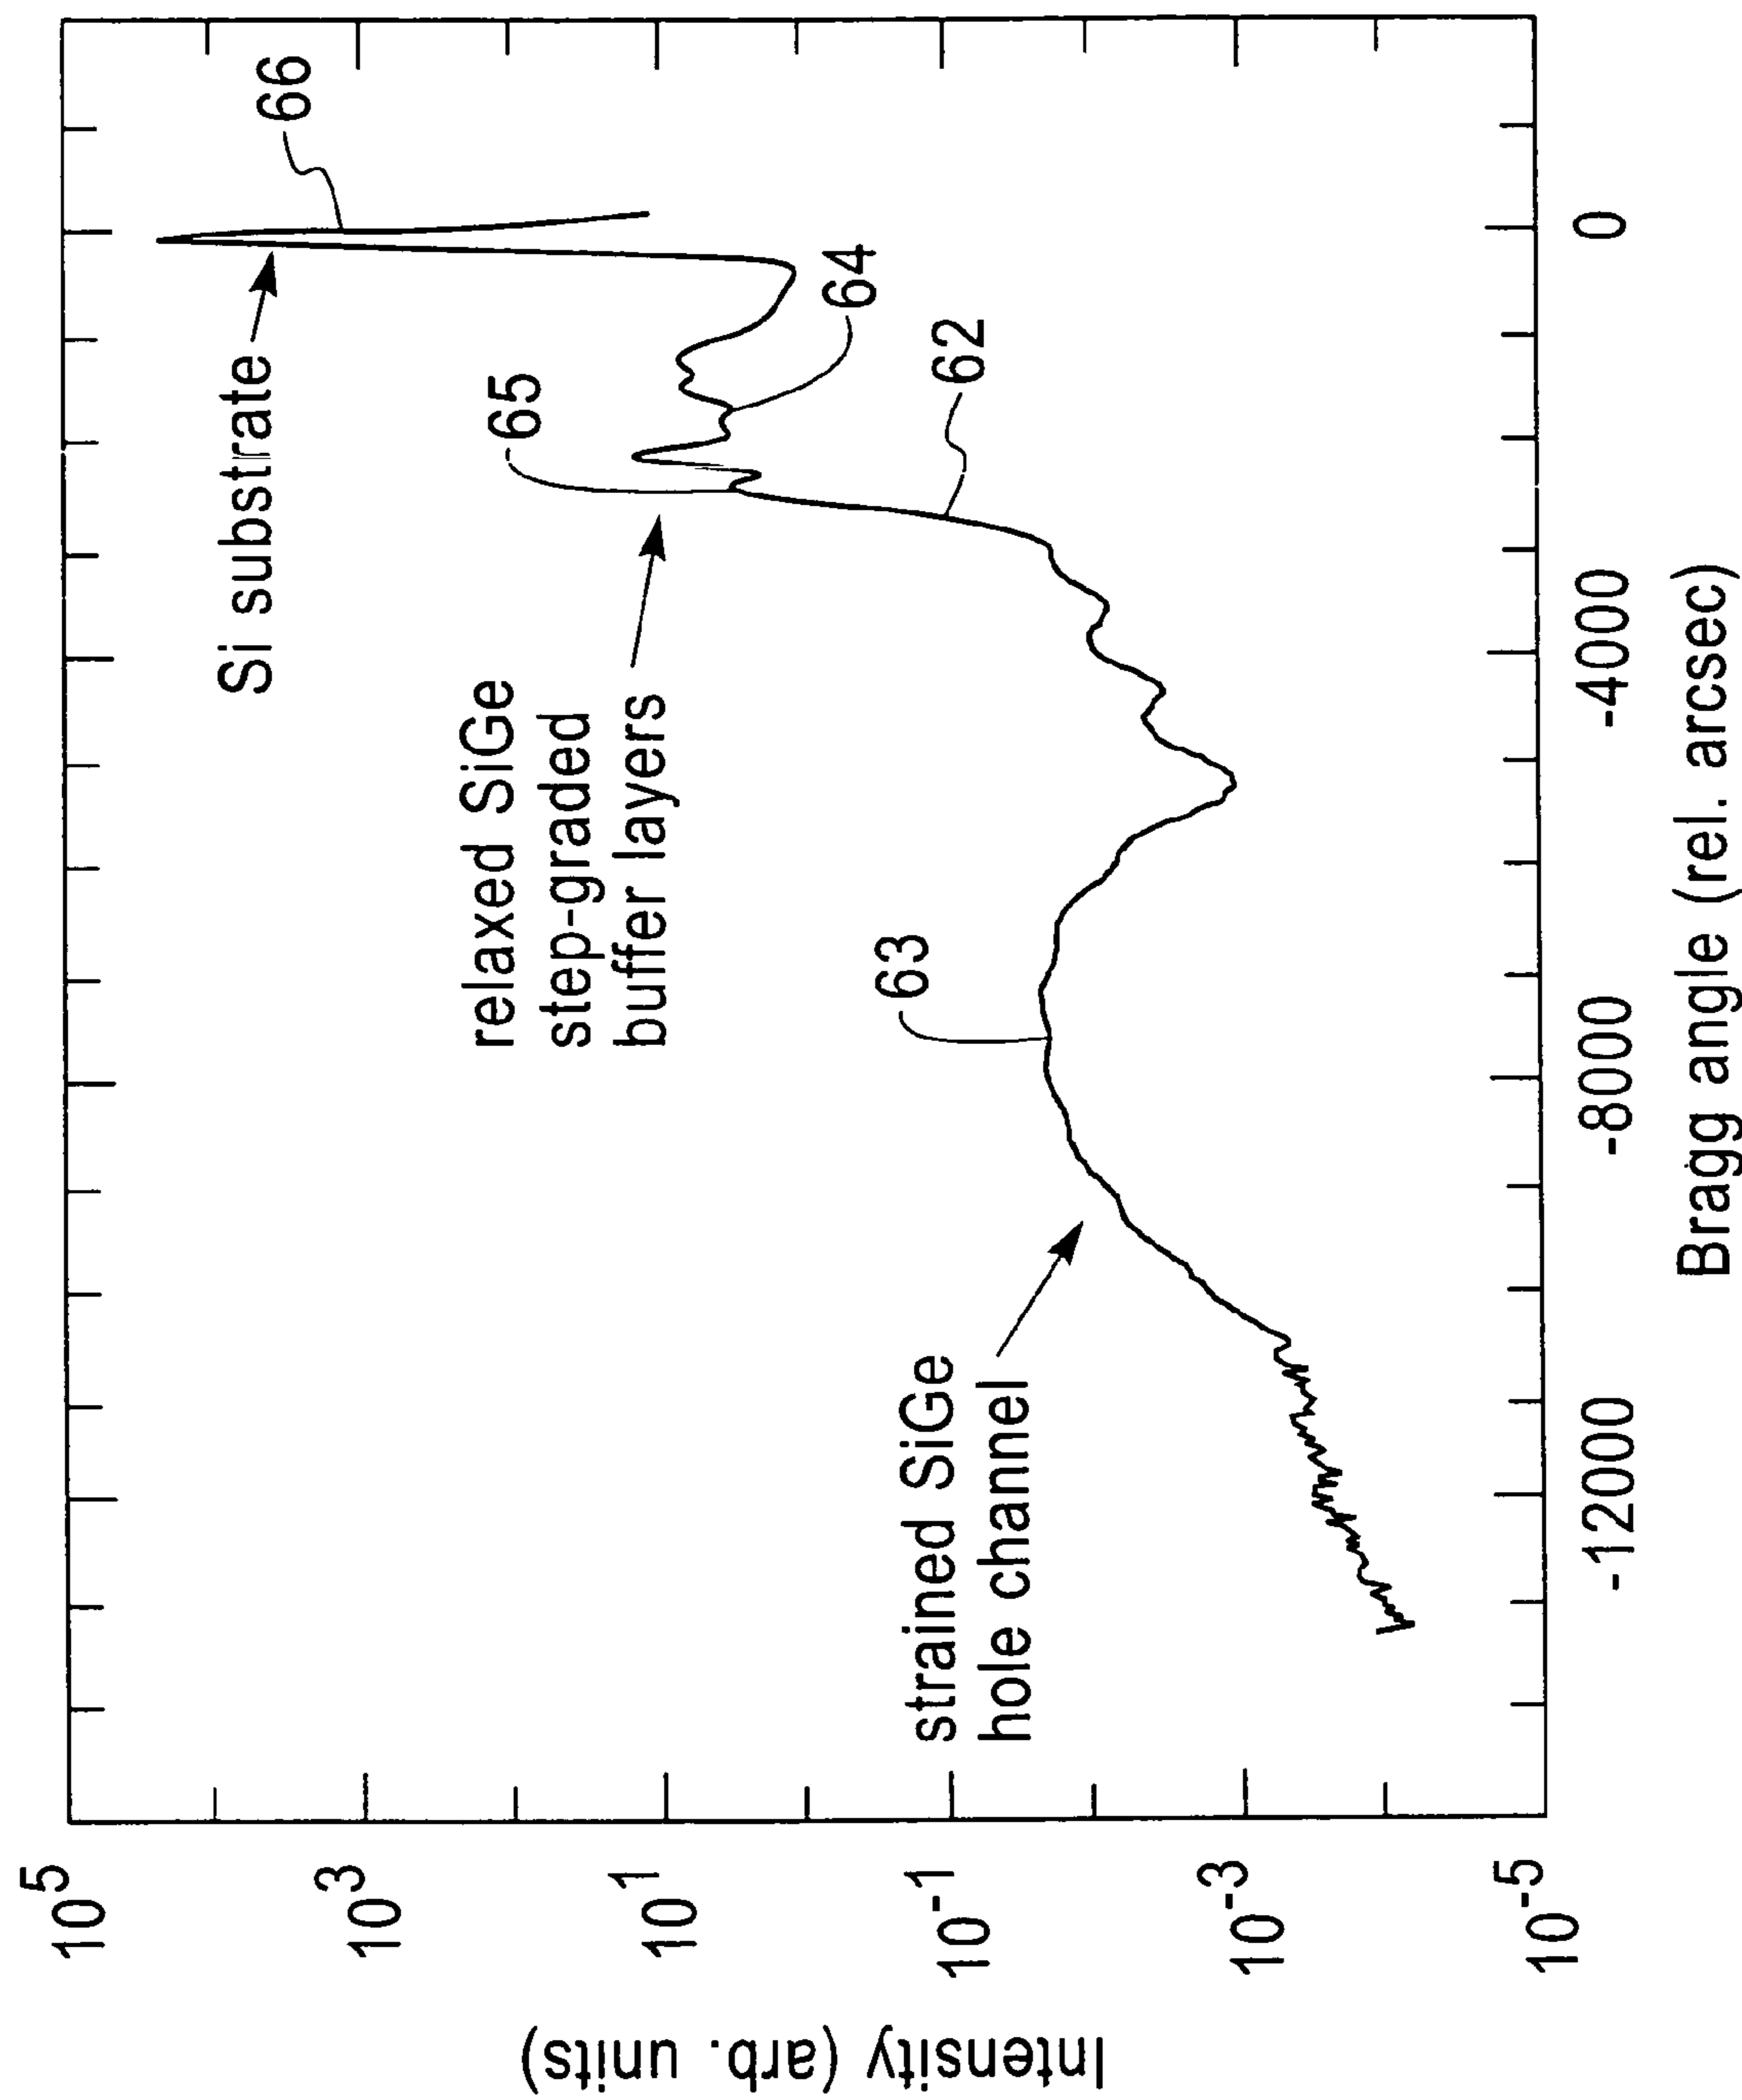 Intensity (arb. units)
10^5
10^3
10^1
10^-1
10^-3
10^-5
Si substrate
66
65
64
62
63
relaxed SiGe
step-graded
buffer layers
strained SiGe
hole channel
-12000
-8000
-4000
0
Bragg angle (rel. arcsec)